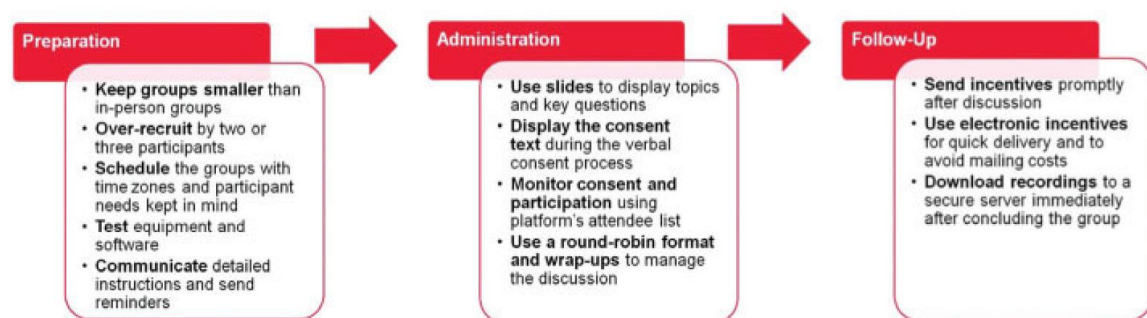 Preparation
• Keep groups smaller than
in-person groups
• Over-recruit by two or
three participants
• Schedule the groups with
time zones and participant
needs kept in mind
• Test equipment and
software
• Communicate detailed
instructions and send
reminders
Administration
• Use slides to display topics
and key questions
• Display the consent
text during the verbal
consent process
• Monitor consent and
participation using
platform's attendee list
• Use a round-robin format
and wrap-ups to manage
the discussion
Follow-Up
• Send incentives promptly
after discussion
• Use electronic incentives
for quick delivery and to
avoid mailing costs
• Download recordings to a
secure server immediately
after concluding the group